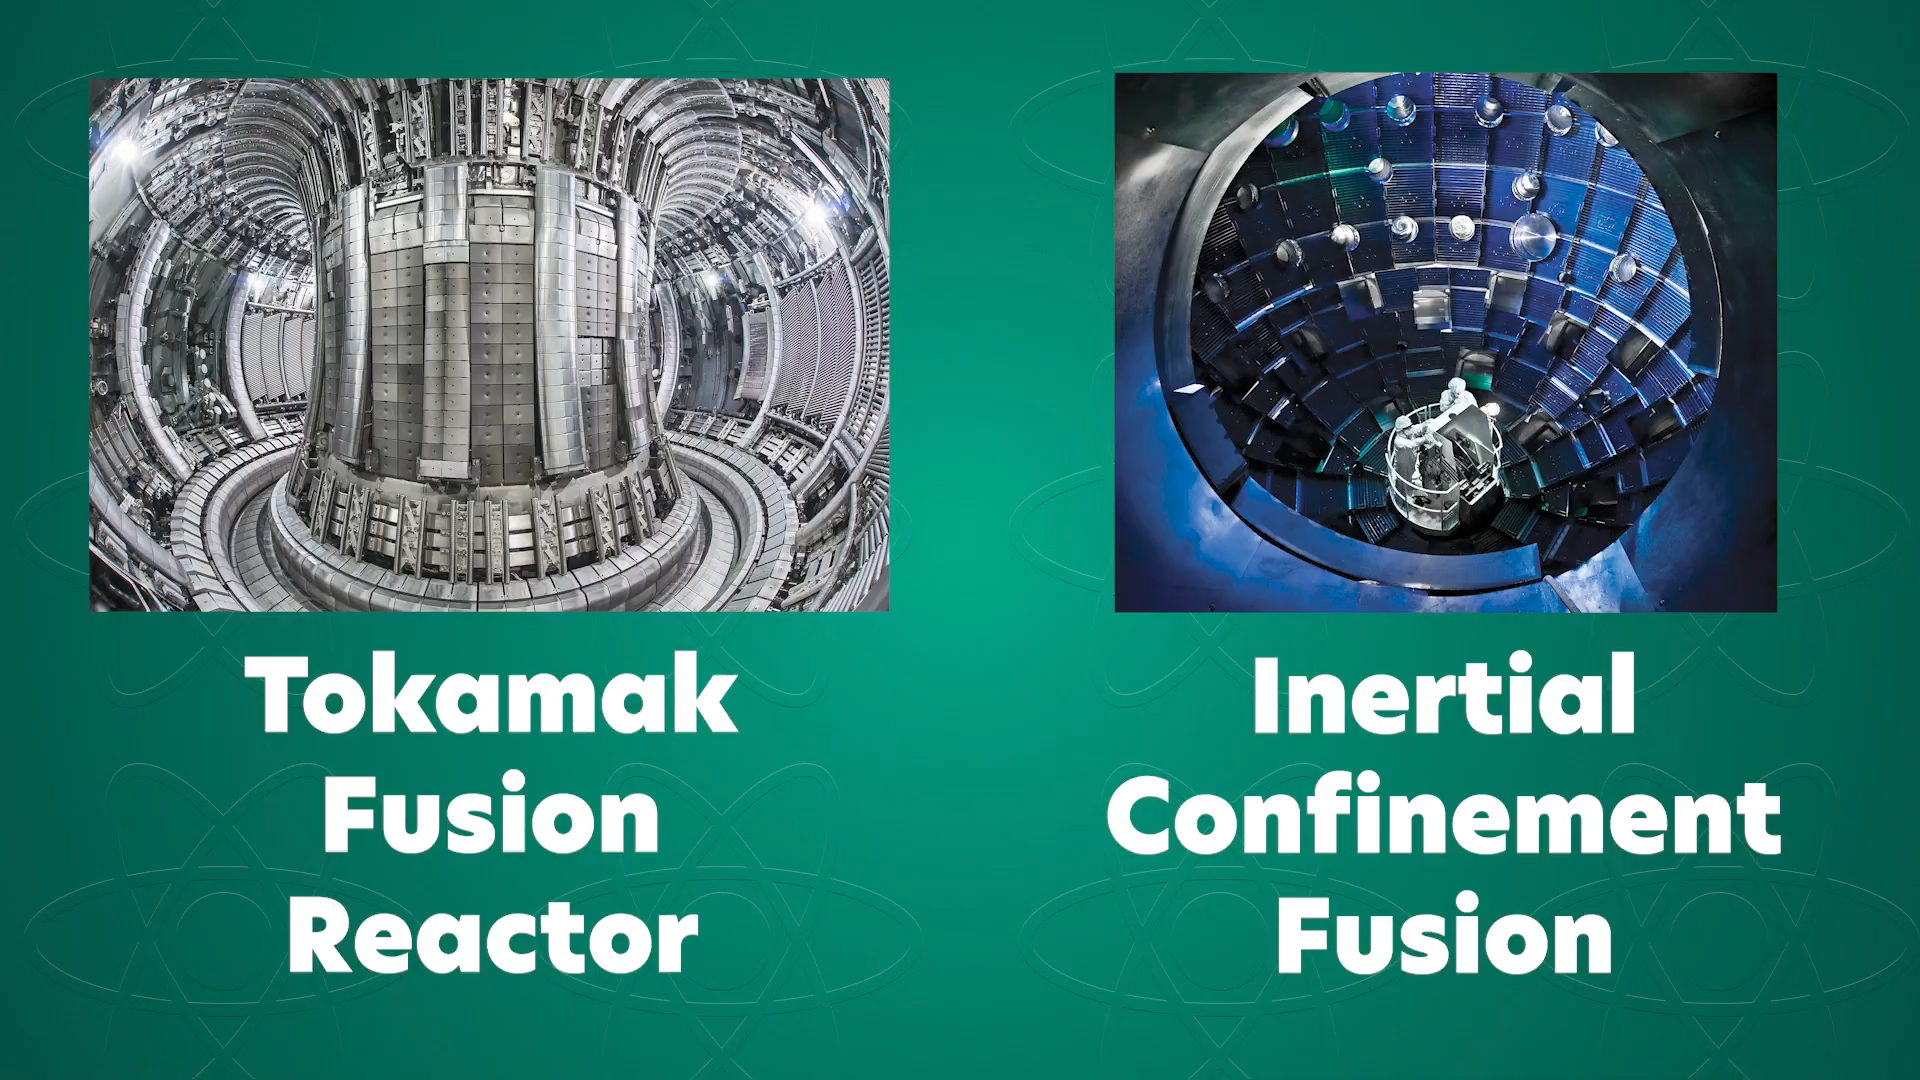 Tokamak
Fusion
Reactor
Inertial
Confinement
Fusion